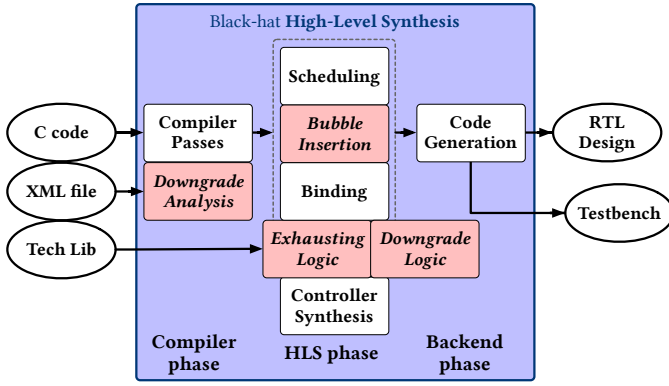 Black-hat High-Level Synthesis
Scheduling
C code
Compiler
Passes
Bubble
Insertion
Code
Generation
RTL
Design
XML file
Downgrade
Analysis
Binding
Testbench
Tech Lib
Exhausting
Logic
Downgrade
Logic
Controller
Synthesis
Compiler
phase
HLS phase
Backend
phase